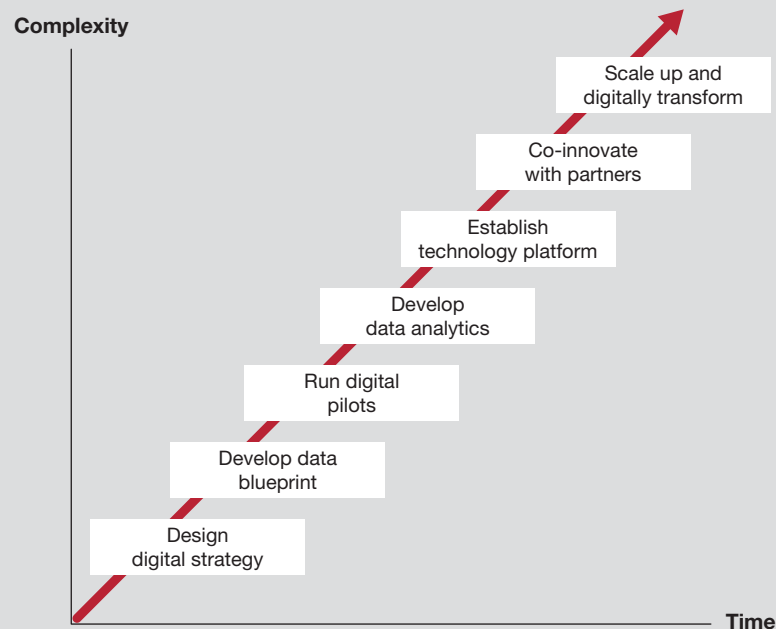 Complexity
Scale up and
digitally transform
Co-innovate
with partners
Establish
technology platform
Develop
data analytics
Run digital
pilots
Develop data
blueprint
Design
digital strategy
Time